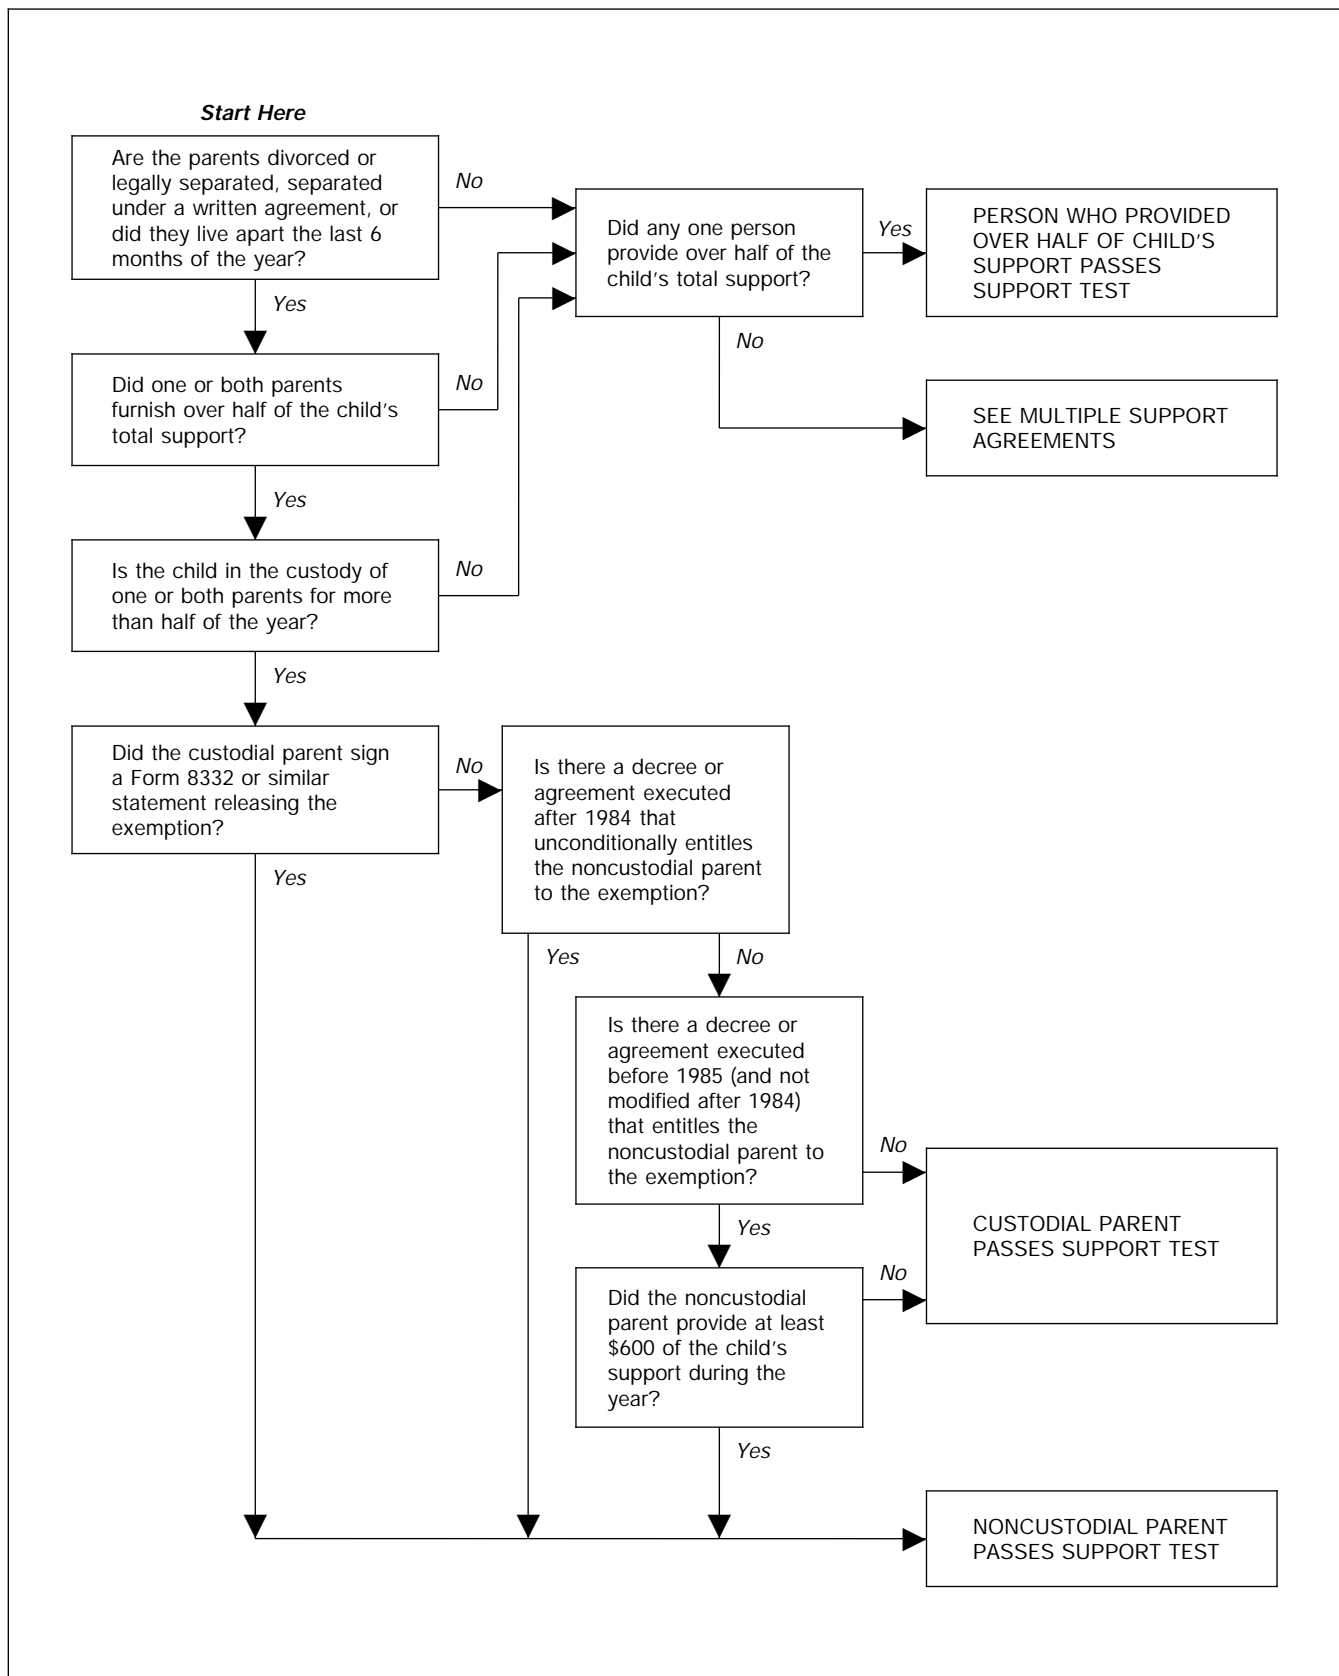 Start Here
Are the parents divorced or
legally separated, separated
under a written agreement, or
did they live apart the last 6
months of the year?
No
Did any one person
provide over half of the
child's total support?
Yes
PERSON WHO PROVIDED
OVER HALF OF CHILD'S
SUPPORT PASSES
SUPPORT TEST
Yes
No
Did one or both parents
furnish over half of the child's
total support?
No
SEE MULTIPLE SUPPORT
AGREEMENTS
Yes
Is the child in the custody of
one or both parents for more
than half of the year?
No
Yes
Did the custodial parent sign
a Form 8332 or similar
statement releasing the
exemption?
No
Is there a decree or
agreement executed
after 1984 that
unconditionally entitles
the noncustodial parent
to the exemption?
Yes
Yes
No
Is there a decree or
agreement executed
before 1985 (and not
modified after 1984)
that entitles the
noncustodial parent to
the exemption?
No
CUSTODIAL PARENT
PASSES SUPPORT TEST
Yes
Did the noncustodial
parent provide at least
$600 of the child's
support during the
year?
No
Yes
NONCUSTODIAL PARENT
PASSES SUPPORT TEST